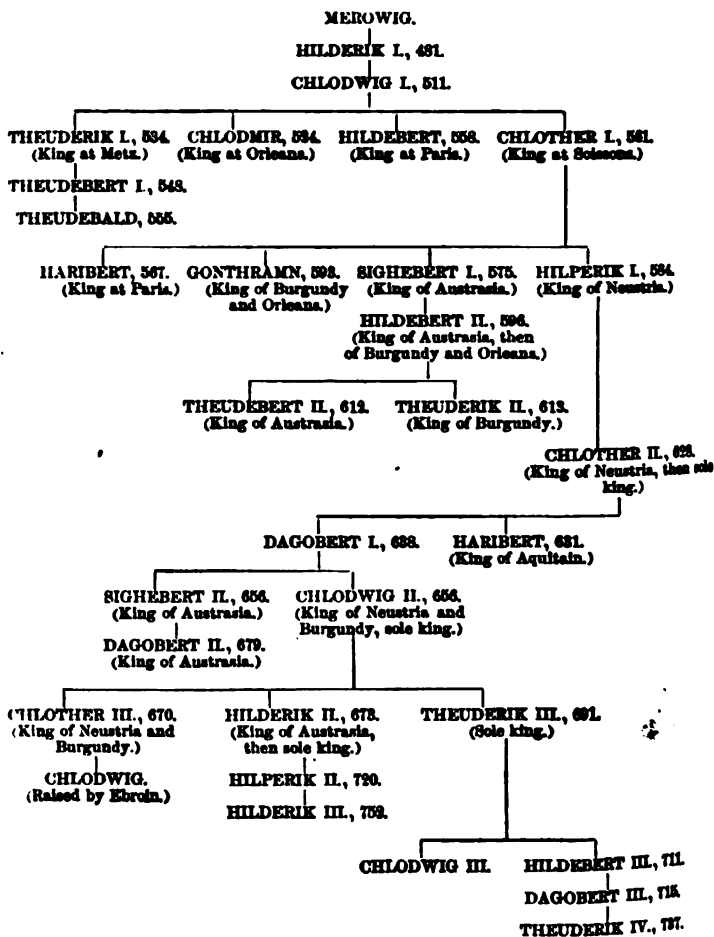 MEROWIG.
HILDERIK I., 481.
CHLODWIG I., 511.
THEUDERIK I., 534. CHLODMIR, 524. HILDEBERT, 558. CHLOTHER I., 561.
(King at Metz.) (King at Orleans.) (King at Paris.) (King at Soissons.)
THEUDEBERT I., 548.
THEUDEBALD, 555.
HARIBERT, 567. GONTHRAMN, 593. SIGHEBERT I., 575. HILPERIK I., 584.
(King at Paris.) (King of Burgundy (King of Austrasia.) (King of Neustria.)
and Orleans.)
HILDEBERT II., 596.
(King of Austrasia, then
of Burgundy and Orleans.)
THEUDEBERT II., 612. THEUDERIK II., 613.
(King of Austrasia.) (King of Burgundy.)
CHLOTHER II., 628.
(King of Neustria, then sole
king.)
DAGOBERT I., 638. HARIBERT, 631.
(King of Aquitain.)
SIGHEBERT II., 656. CHLODWIG II., 656.
(King of Austrasia.) (King of Neustria and
Burgundy, sole king.)
DAGOBERT II., 679.
(King of Austrasia.)
CHLOTHER III., 670. HILDERIK II., 673. THEUDERIK III., 691.
(King of Neustria and (King of Austrasia, (Sole king.)
Burgundy.) then sole king.)
CHLODWIG. HILPERIK II., 720.
(Raised by Ebroin.)
HILDERIK III., 752.
CHLODWIG III. HILDEBERT III., 711.
DAGOBERT III., 715.
THEUDERIK IV., 737.